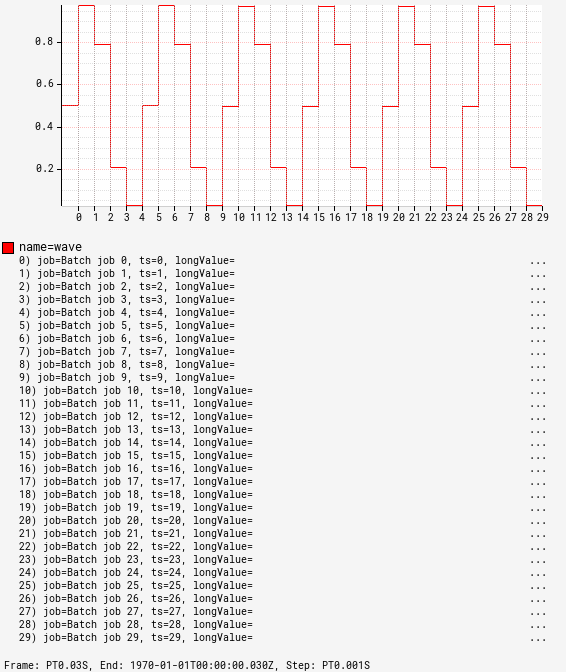 0.8
0.6
0.4
0.2
0 1 2 3 4 5 6 7 8 9 10 11 12 13 14 15 16 17 18 19 20 21 22 23 24 25 26 27 28 29
name=wave
0) job=Batch job 0, ts=0, longValue= ...
1) job=Batch job 1, ts=1, longValue= ...
2) job=Batch job 2, ts=2, longValue= ...
3) job=Batch job 3, ts=3, longValue= ...
4) job=Batch job 4, ts=4, longValue= ...
5) job=Batch job 5, ts=5, longValue= ...
6) job=Batch job 6, ts=6, longValue= ...
7) job=Batch job 7, ts=7, longValue= ...
8) job=Batch job 8, ts=8, longValue= ...
9) job=Batch job 9, ts=9, longValue= ...
10) job=Batch job 10, ts=10, longValue= ...
11) job=Batch job 11, ts=11, longValue= ...
12) job=Batch job 12, ts=12, longValue= ...
13) job=Batch job 13, ts=13, longValue= ...
14) job=Batch job 14, ts=14, longValue= ...
15) job=Batch job 15, ts=15, longValue= ...
16) job=Batch job 16, ts=16, longValue= ...
17) job=Batch job 17, ts=17, longValue= ...
18) job=Batch job 18, ts=18, longValue= ...
19) job=Batch job 19, ts=19, longValue= ...
20) job=Batch job 20, ts=20, longValue= ...
21) job=Batch job 21, ts=21, longValue= ...
22) job=Batch job 22, ts=22, longValue= ...
23) job=Batch job 23, ts=23, longValue= ...
24) job=Batch job 24, ts=24, longValue= ...
25) job=Batch job 25, ts=25, longValue= ...
26) job=Batch job 26, ts=26, longValue= ...
27) job=Batch job 27, ts=27, longValue= ...
28) job=Batch job 28, ts=28, longValue= ...
29) job=Batch job 29, ts=29, longValue= ...
Frame: PT0.03S, End: 1970-01-01T00:00:00.030Z, Step: PT0.001S